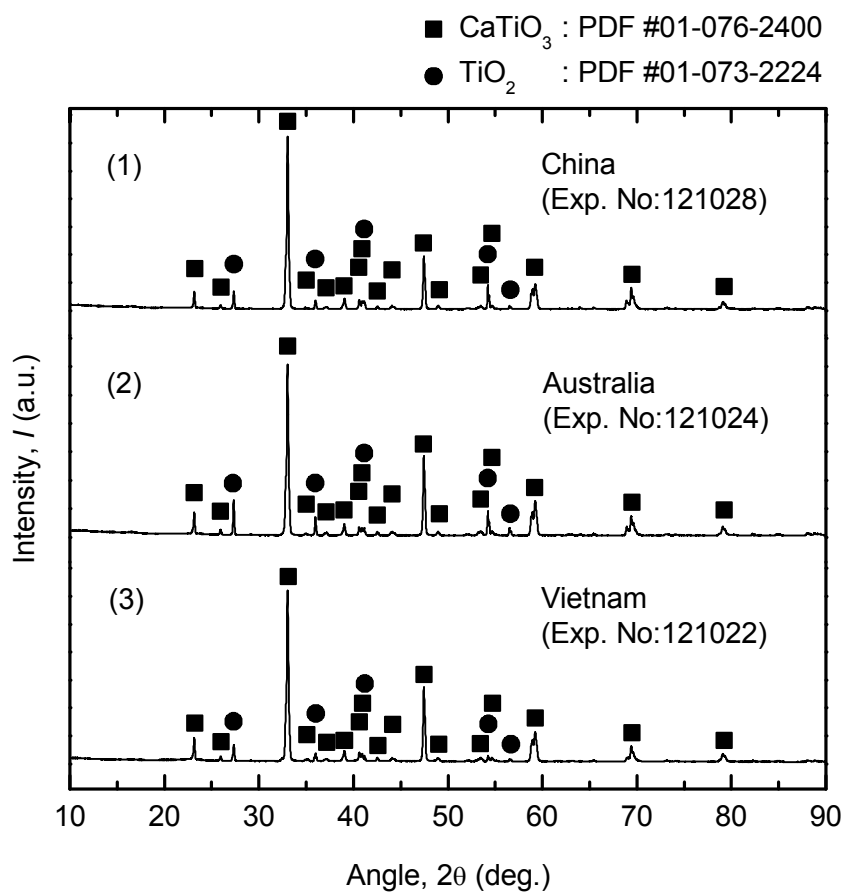 ■ CaTiO₃ : PDF #01-076-2400
● TiO₂ : PDF #01-073-2224
(1)
China
(Exp. No:121028)
(2)
Australia
(Exp. No:121024)
(3)
Vietnam
(Exp. No:121022)
Intensity, I (a.u.)
10 20 30 40 50 60 70 80 90
Angle, 2θ (deg.)